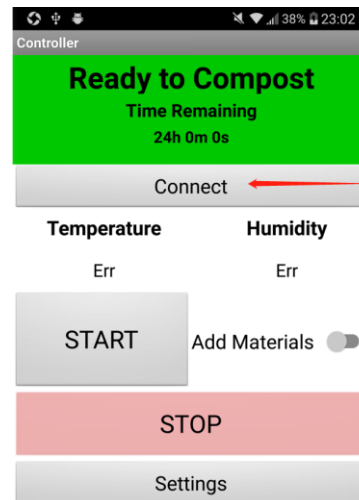 38% 23:02
Controller
Ready to Compost
Time Remaining
24h 0m 0s
Connect
Temperature Humidity
Err Err
START Add Materials
STOP
Settings